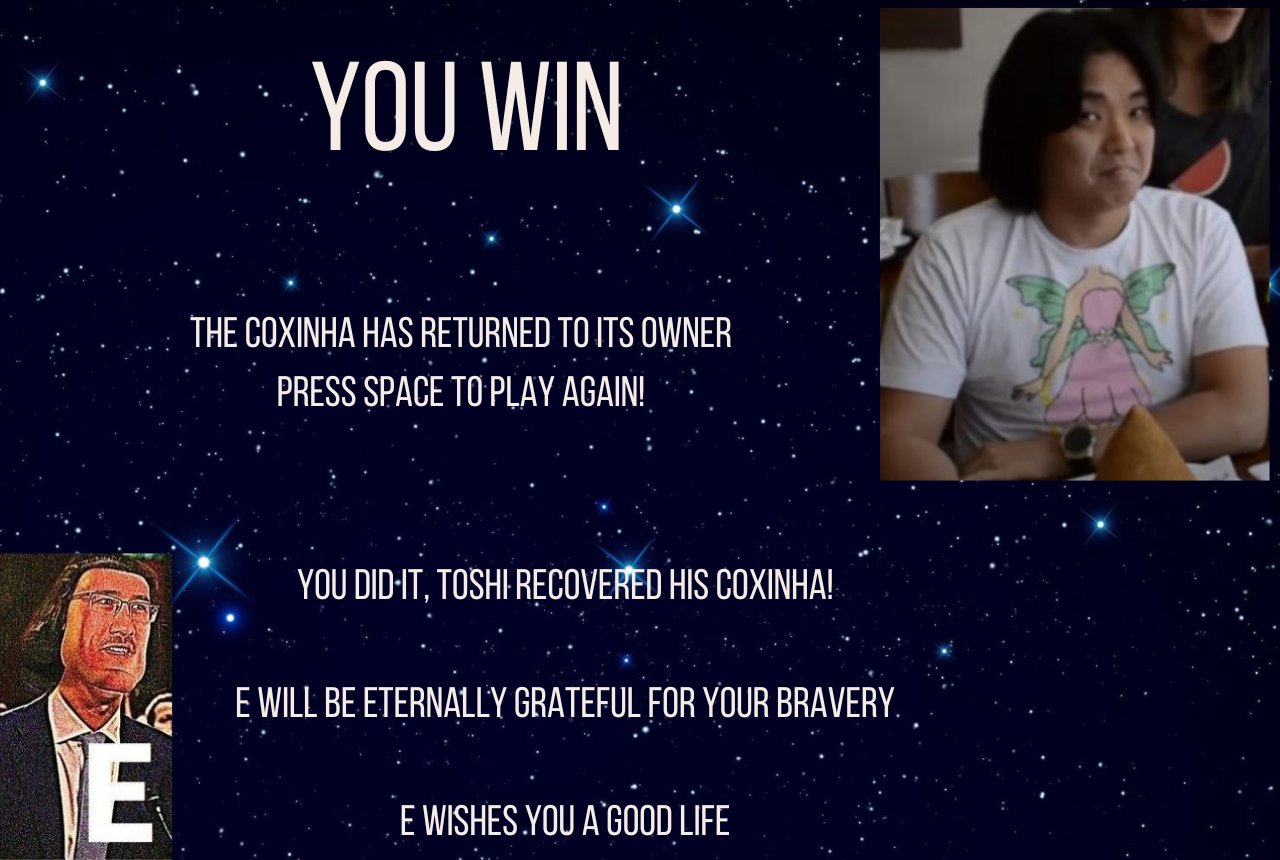 YOU WIN
THE COXINHA HAS RETURNED TO ITS OWNER
PRESS SPACE TO PLAY AGAIN!
YOU DID IT, TOSHI RECOVERED HIS COXINHA!
E WILL BE ETERNALLY GRATEFUL FOR YOUR BRAVERY
E
E WISHES YOU A GOOD LIFE